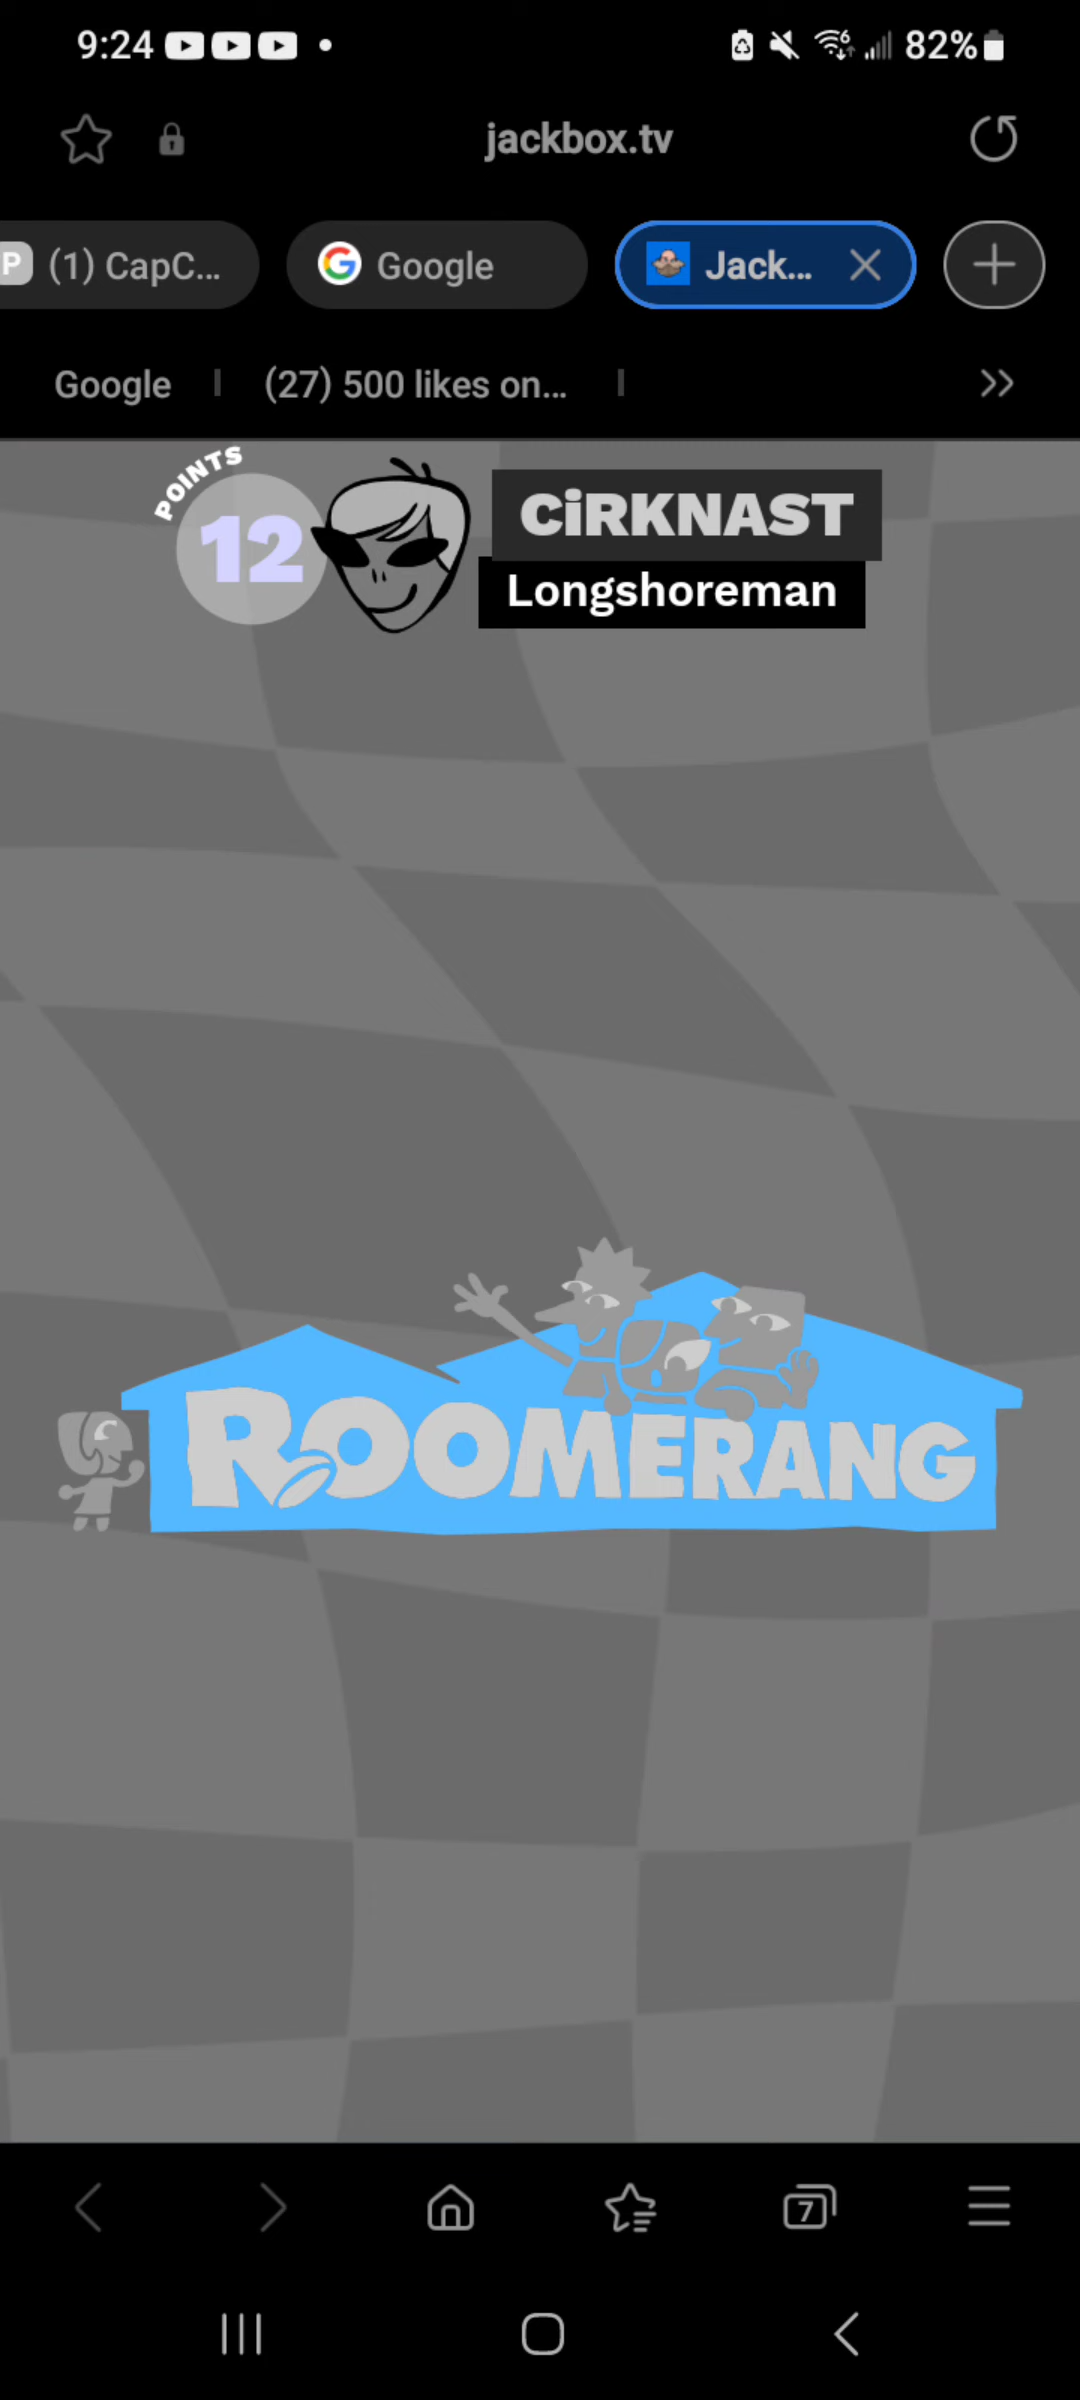 9:24
82%
jackbox.tv
P (1) CapC...
Google
Jack...
Google
(27) 500 likes on...
POINTS
12
CiRKNAST
Longshoreman
ROOMERANG
7